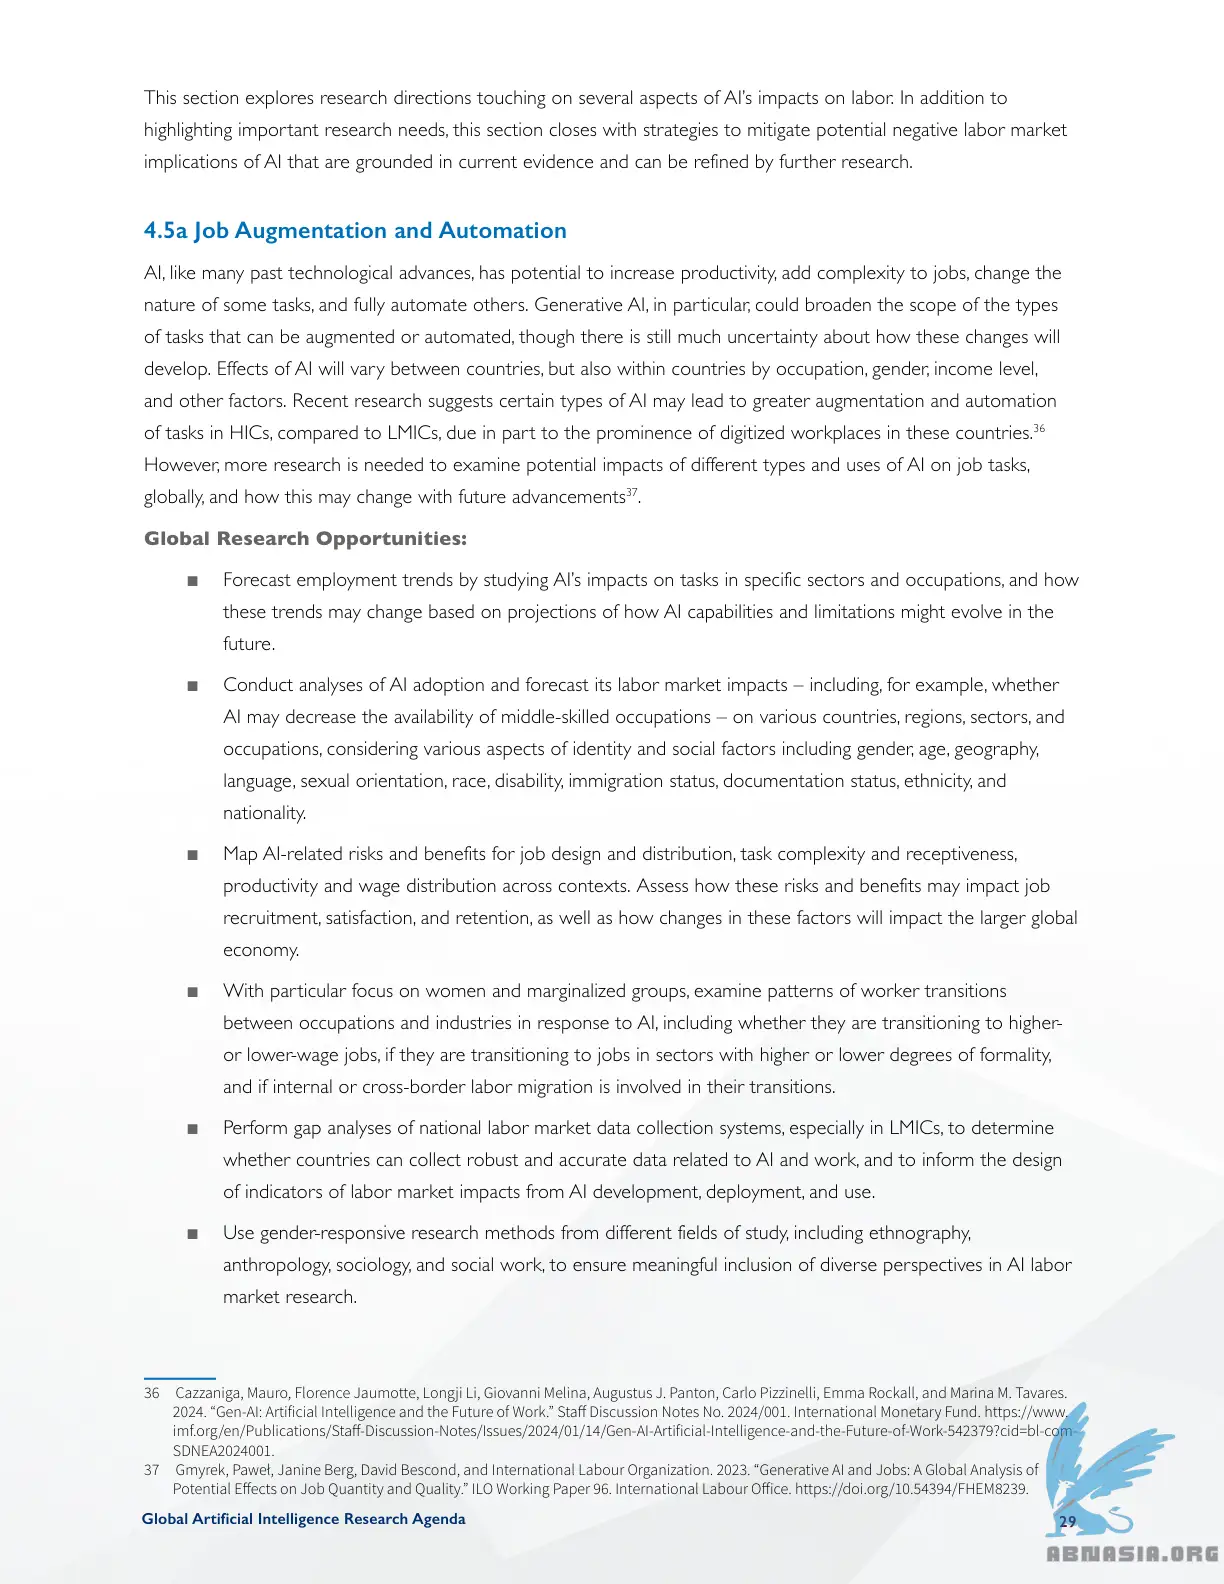 This section explores research directions touching on several aspects of AI’s impacts on labor. In addition to
highlighting important research needs, this section closes with strategies to mitigate potential negative labor market
implications of AI that are grounded in current evidence and can be refined by further research.
4.5a Job Augmentation and Automation
AI, like many past technological advances, has potential to increase productivity, add complexity to jobs, change the
nature of some tasks, and fully automate others. Generative AI, in particular, could broaden the scope of the types
of tasks that can be augmented or automated, though there is still much uncertainty about how these changes will
develop. Effects of AI will vary between countries, but also within countries by occupation, gender, income level,
and other factors. Recent research suggests certain types of AI may lead to greater augmentation and automation
of tasks in HICs, compared to LMICs, due in part to the prominence of digitized workplaces in these countries.36
However, more research is needed to examine potential impacts of different types and uses of AI on job tasks,
globally, and how this may change with future advancements37.
Global Research Opportunities:
■ Forecast employment trends by studying AI’s impacts on tasks in specific sectors and occupations, and how
these trends may change based on projections of how AI capabilities and limitations might evolve in the
future.
■ Conduct analyses of AI adoption and forecast its labor market impacts – including, for example, whether
AI may decrease the availability of middle-skilled occupations – on various countries, regions, sectors, and
occupations, considering various aspects of identity and social factors including gender, age, geography,
language, sexual orientation, race, disability, immigration status, documentation status, ethnicity, and
nationality.
■ Map AI-related risks and benefits for job design and distribution, task complexity and receptiveness,
productivity and wage distribution across contexts. Assess how these risks and benefits may impact job
recruitment, satisfaction, and retention, as well as how changes in these factors will impact the larger global
economy.
■ With particular focus on women and marginalized groups, examine patterns of worker transitions
between occupations and industries in response to AI, including whether they are transitioning to higher-
or lower-wage jobs, if they are transitioning to jobs in sectors with higher or lower degrees of formality,
and if internal or cross-border labor migration is involved in their transitions.
■ Perform gap analyses of national labor market data collection systems, especially in LMICs, to determine
whether countries can collect robust and accurate data related to AI and work, and to inform the design
of indicators of labor market impacts from AI development, deployment, and use.
■ Use gender-responsive research methods from different fields of study, including ethnography,
anthropology, sociology, and social work, to ensure meaningful inclusion of diverse perspectives in AI labor
market research.
36 Cazzaniga, Mauro, Florence Jaumotte, Longji Li, Giovanni Melina, Augustus J. Panton, Carlo Pizzinelli, Emma Rockall, and Marina M. Tavares.
2024. “Gen-AI: Artificial Intelligence and the Future of Work.” Staff Discussion Notes No. 2024/001. International Monetary Fund. https://www.
imf.org/en/Publications/Staff-Discussion-Notes/Issues/2024/01/14/Gen-AI-Artificial-Intelligence-and-the-Future-of-Work-542379?cid=bl-com-
SDNEA2024001.
37 Gmyrek, Paweł, Janine Berg, David Bescond, and International Labour Organization. 2023. “Generative AI and Jobs: A Global Analysis of
Potential Effects on Job Quantity and Quality.” ILO Working Paper 96. International Labour Office. https://doi.org/10.54394/FHEM8239.
Global Artificial Intelligence Research Agenda
29
ABNASIA.ORG